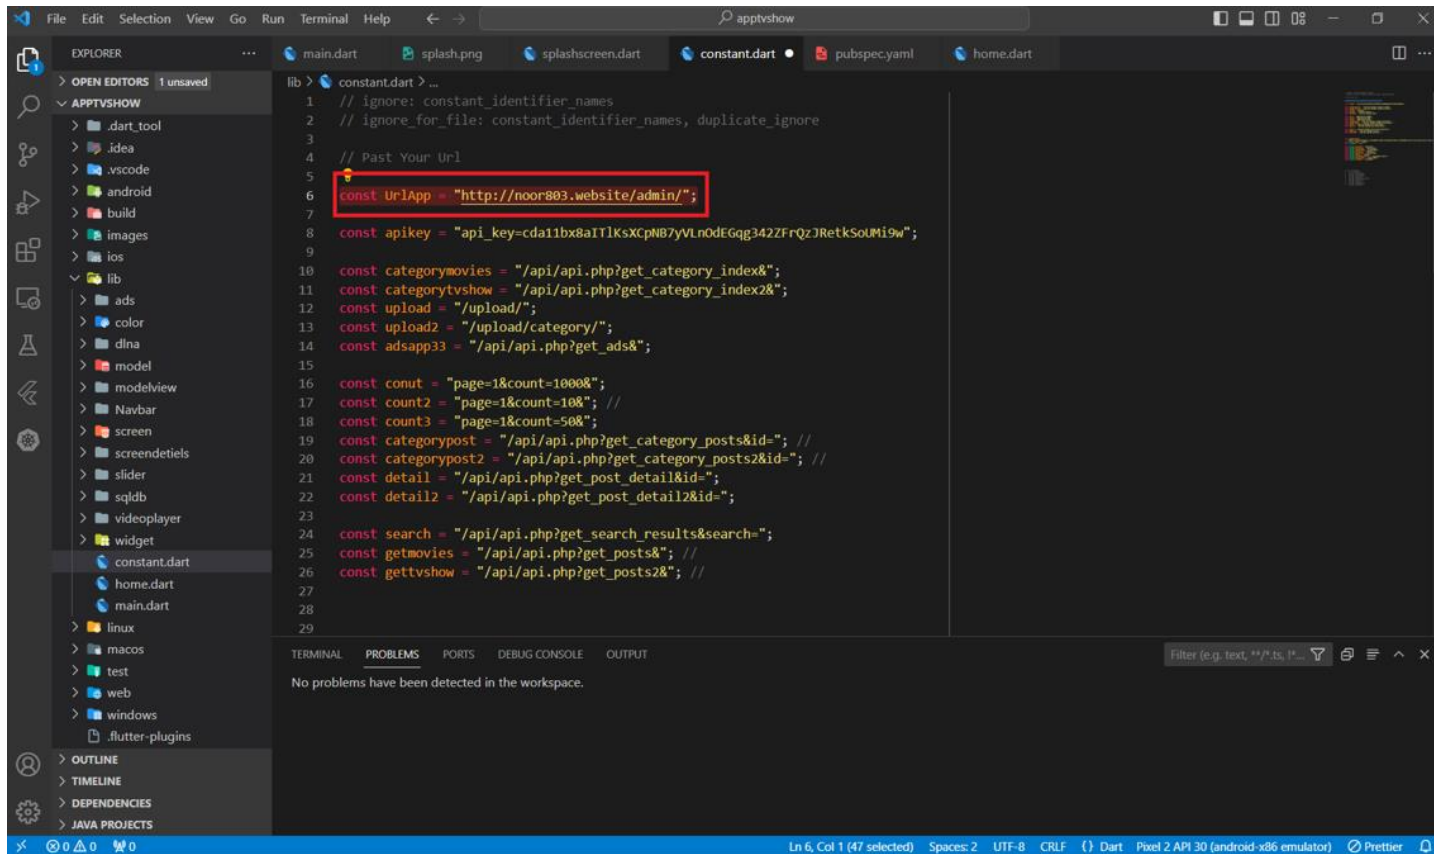 File Edit Selection View Go Run Terminal Help apptvshow
EXPLORER
OPEN EDITORS 1 unsaved
APPTVSHOW
.dart_tool
.idea
.vscode
android
build
images
ios
lib
ads
color
dlna
model
modelview
Navbar
screen
screendetiels
slider
sqldb
videoplayer
widget
constant.dart
home.dart
main.dart
linux
macos
test
web
windows
.flutter-plugins
OUTLINE
TIMELINE
DEPENDENCIES
JAVA PROJECTS
main.dart splash.png splashscreen.dart constant.dart pubspec.yaml home.dart
lib > constant.dart > ...
1 // ignore: constant_identifier_names
2 // ignore_for_file: constant_identifier_names, duplicate_ignore
3
4 // Past Your Url
5
6 const UrlApp = "http://noor803.website/admin/";
7
8 const apikey = "api_key=cda11bx8aITlKsXCpNB7yVLnOdEGqg342ZFrQzJRetkSoUMi9w";
9
10 const categorymovies = "/api/api.php?get_category_index&";
11 const categorytvshow = "/api/api.php?get_category_index2&";
12 const upload = "/upload/";
13 const upload2 = "/upload/category/";
14 const adsapp33 = "/api/api.php?get_ads&";
15
16 const conut = "page=1&count=1000&";
17 const count2 = "page=1&count=10&"; //
18 const count3 = "page=1&count=50&";
19 const categorypost = "/api/api.php?get_category_posts&id="; //
20 const categorypost2 = "/api/api.php?get_category_posts2&id="; //
21 const detail = "/api/api.php?get_post_detail&id=";
22 const detail2 = "/api/api.php?get_post_detail2&id=";
23
24 const search = "/api/api.php?get_search_results&search=";
25 const getmovies = "/api/api.php?get_posts&"; //
26 const gettvshow = "/api/api.php?get_posts2&"; //
27
28
29
TERMINAL PROBLEMS PORTS DEBUG CONSOLE OUTPUT Filter (e.g. text, **/*.ts, !*...
No problems have been detected in the workspace.
0 0 0 Ln 6, Col 1 (47 selected) Spaces: 2 UTF-8 CRLF {} Dart Pixel 2 API 30 (android-x86 emulator) Prettier